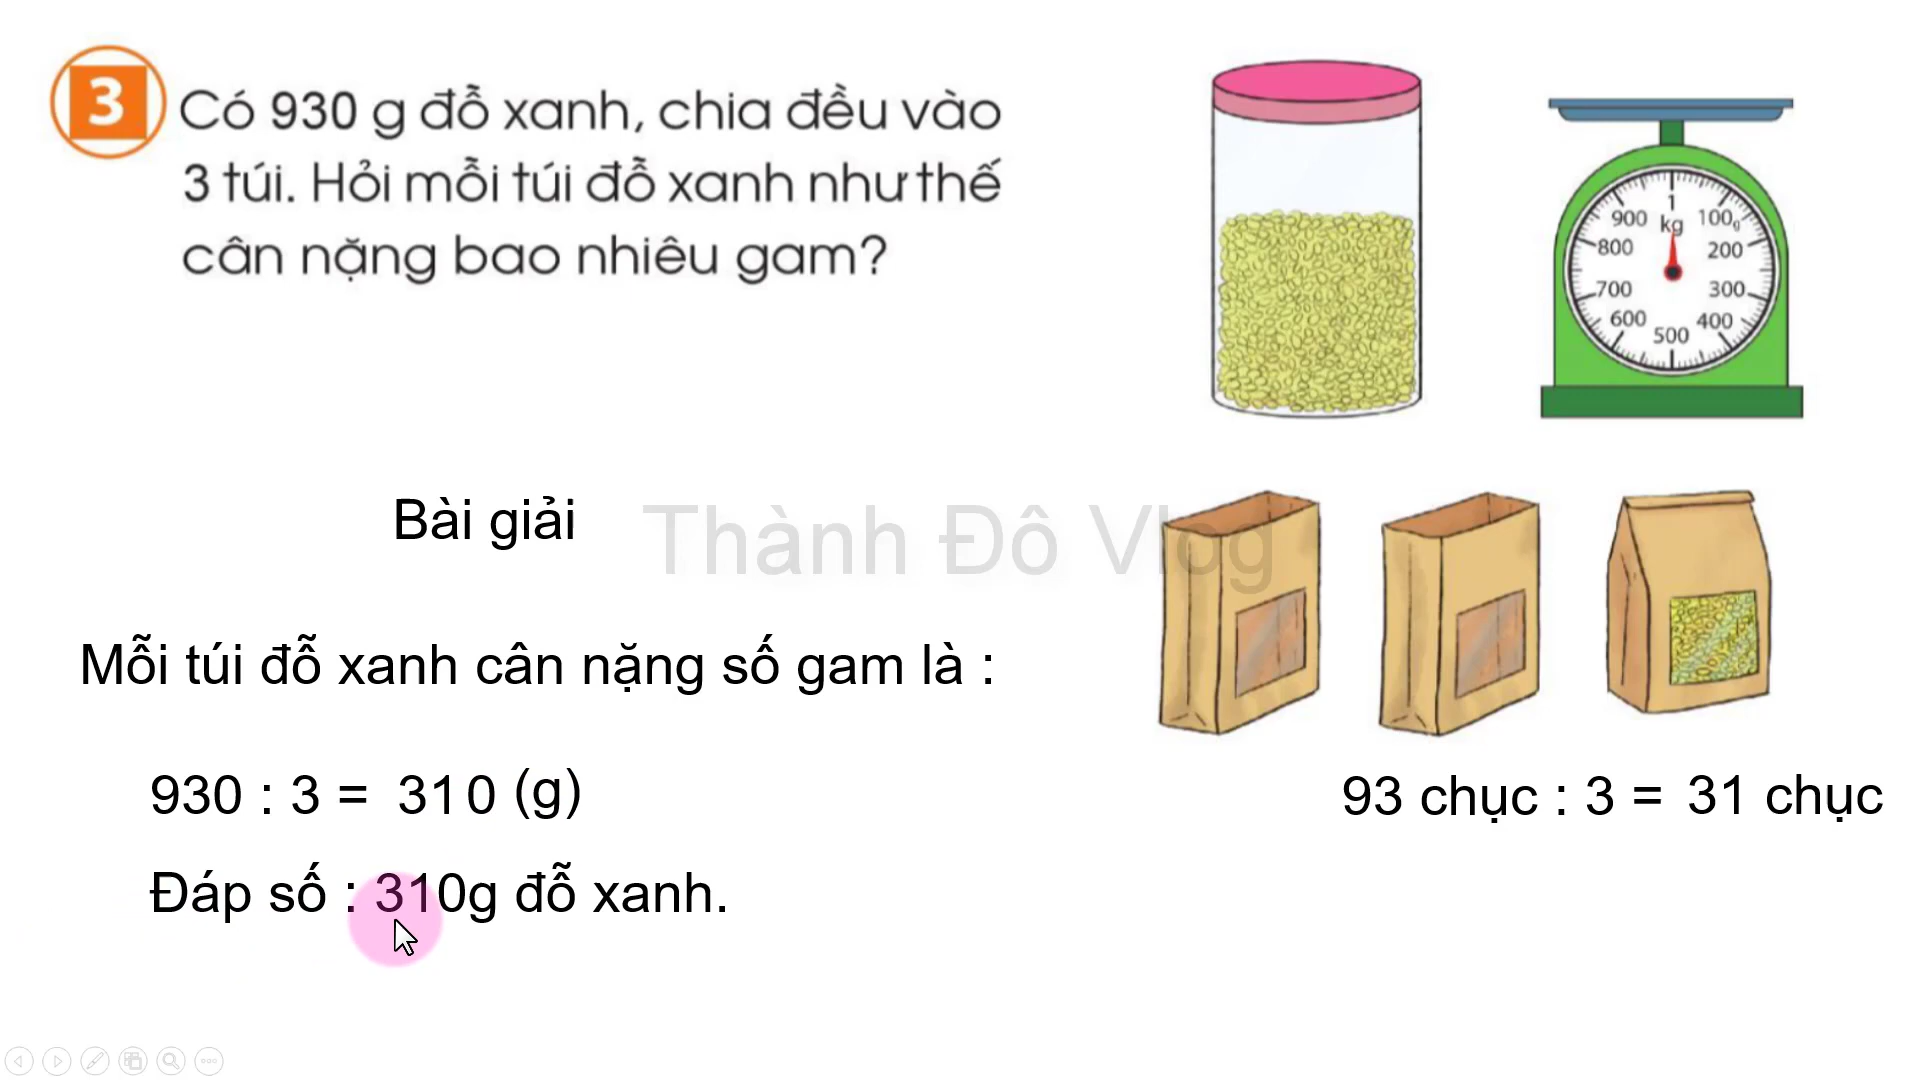 3 Có 930 g đỗ xanh, chia đều vào
3 túi. Hỏi mỗi túi đỗ xanh như thế
cân nặng bao nhiêu gam?
1
kg
900
100g
800
200
700
300
600
400
500
Bài giải
Thành Đô Vlog
Mỗi túi đỗ xanh cân nặng số gam là :
930 : 3 = 310 (g)
93 chục : 3 = 31 chục
Đáp số : 310g đỗ xanh.